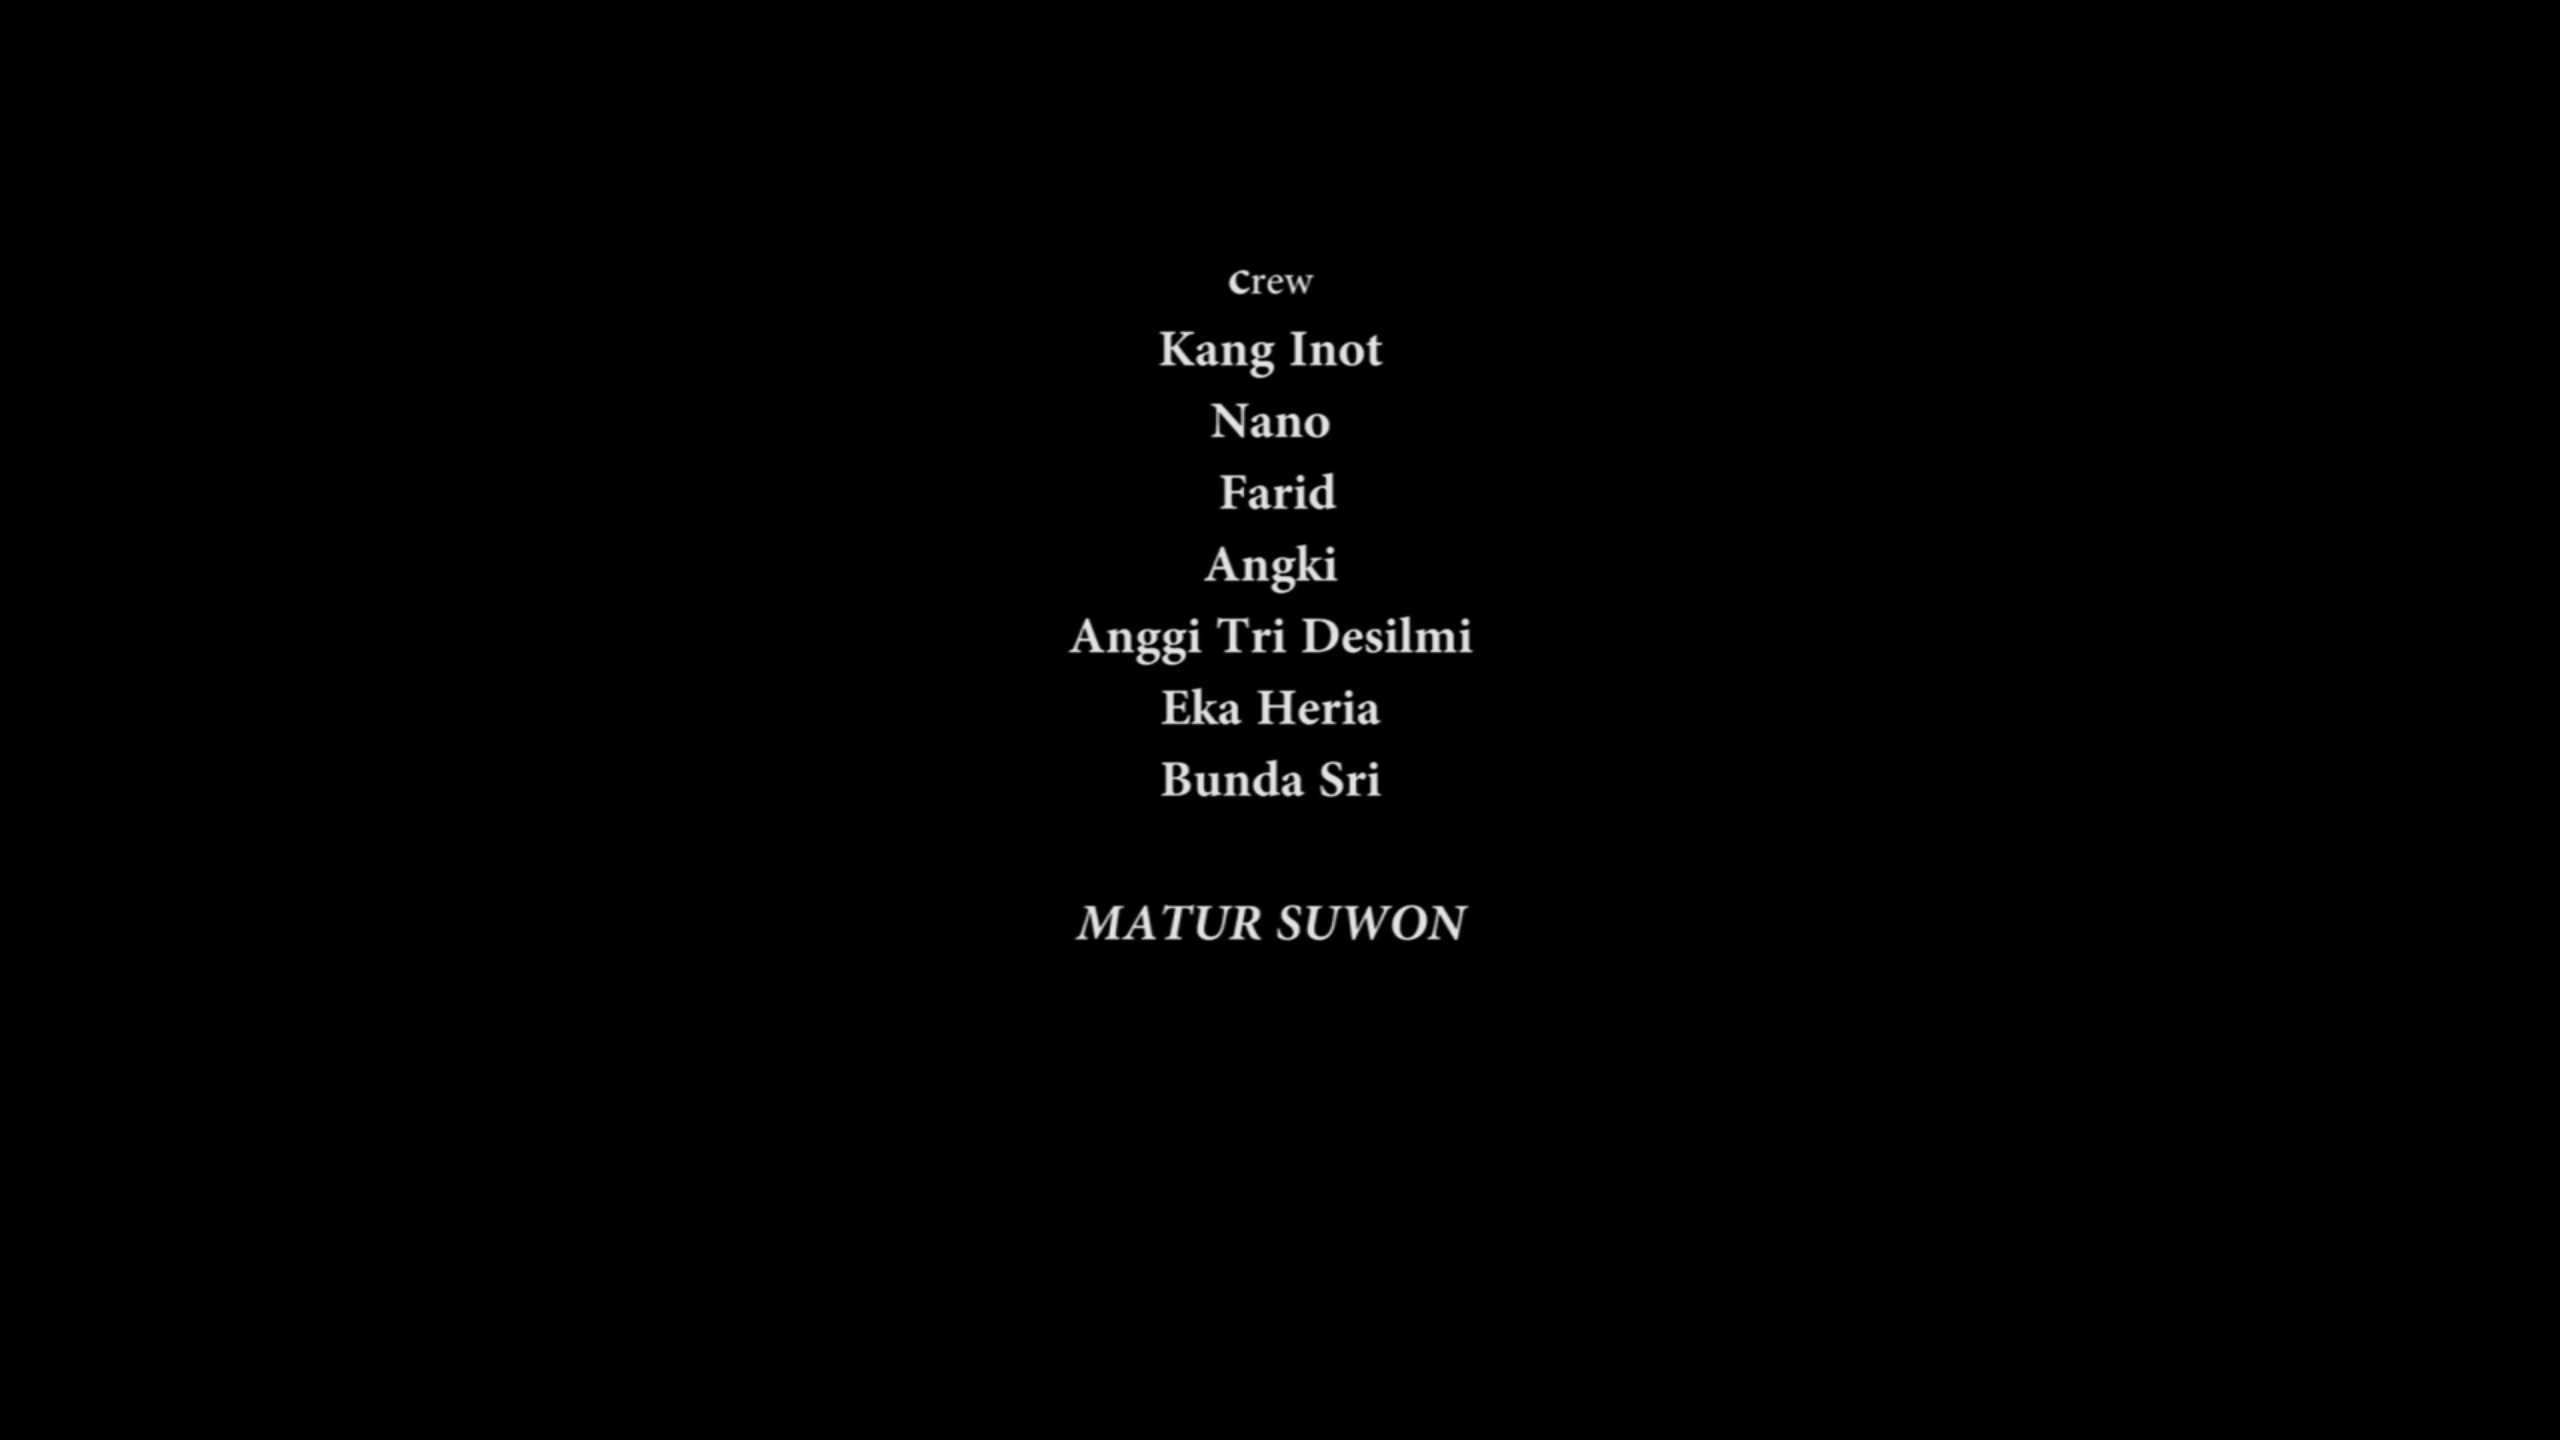 crew
Kang Inot
Nano
Farid
Angki
Anggi Tri Desilmi
Eka Heria
Bunda Sri
MATUR SUWON